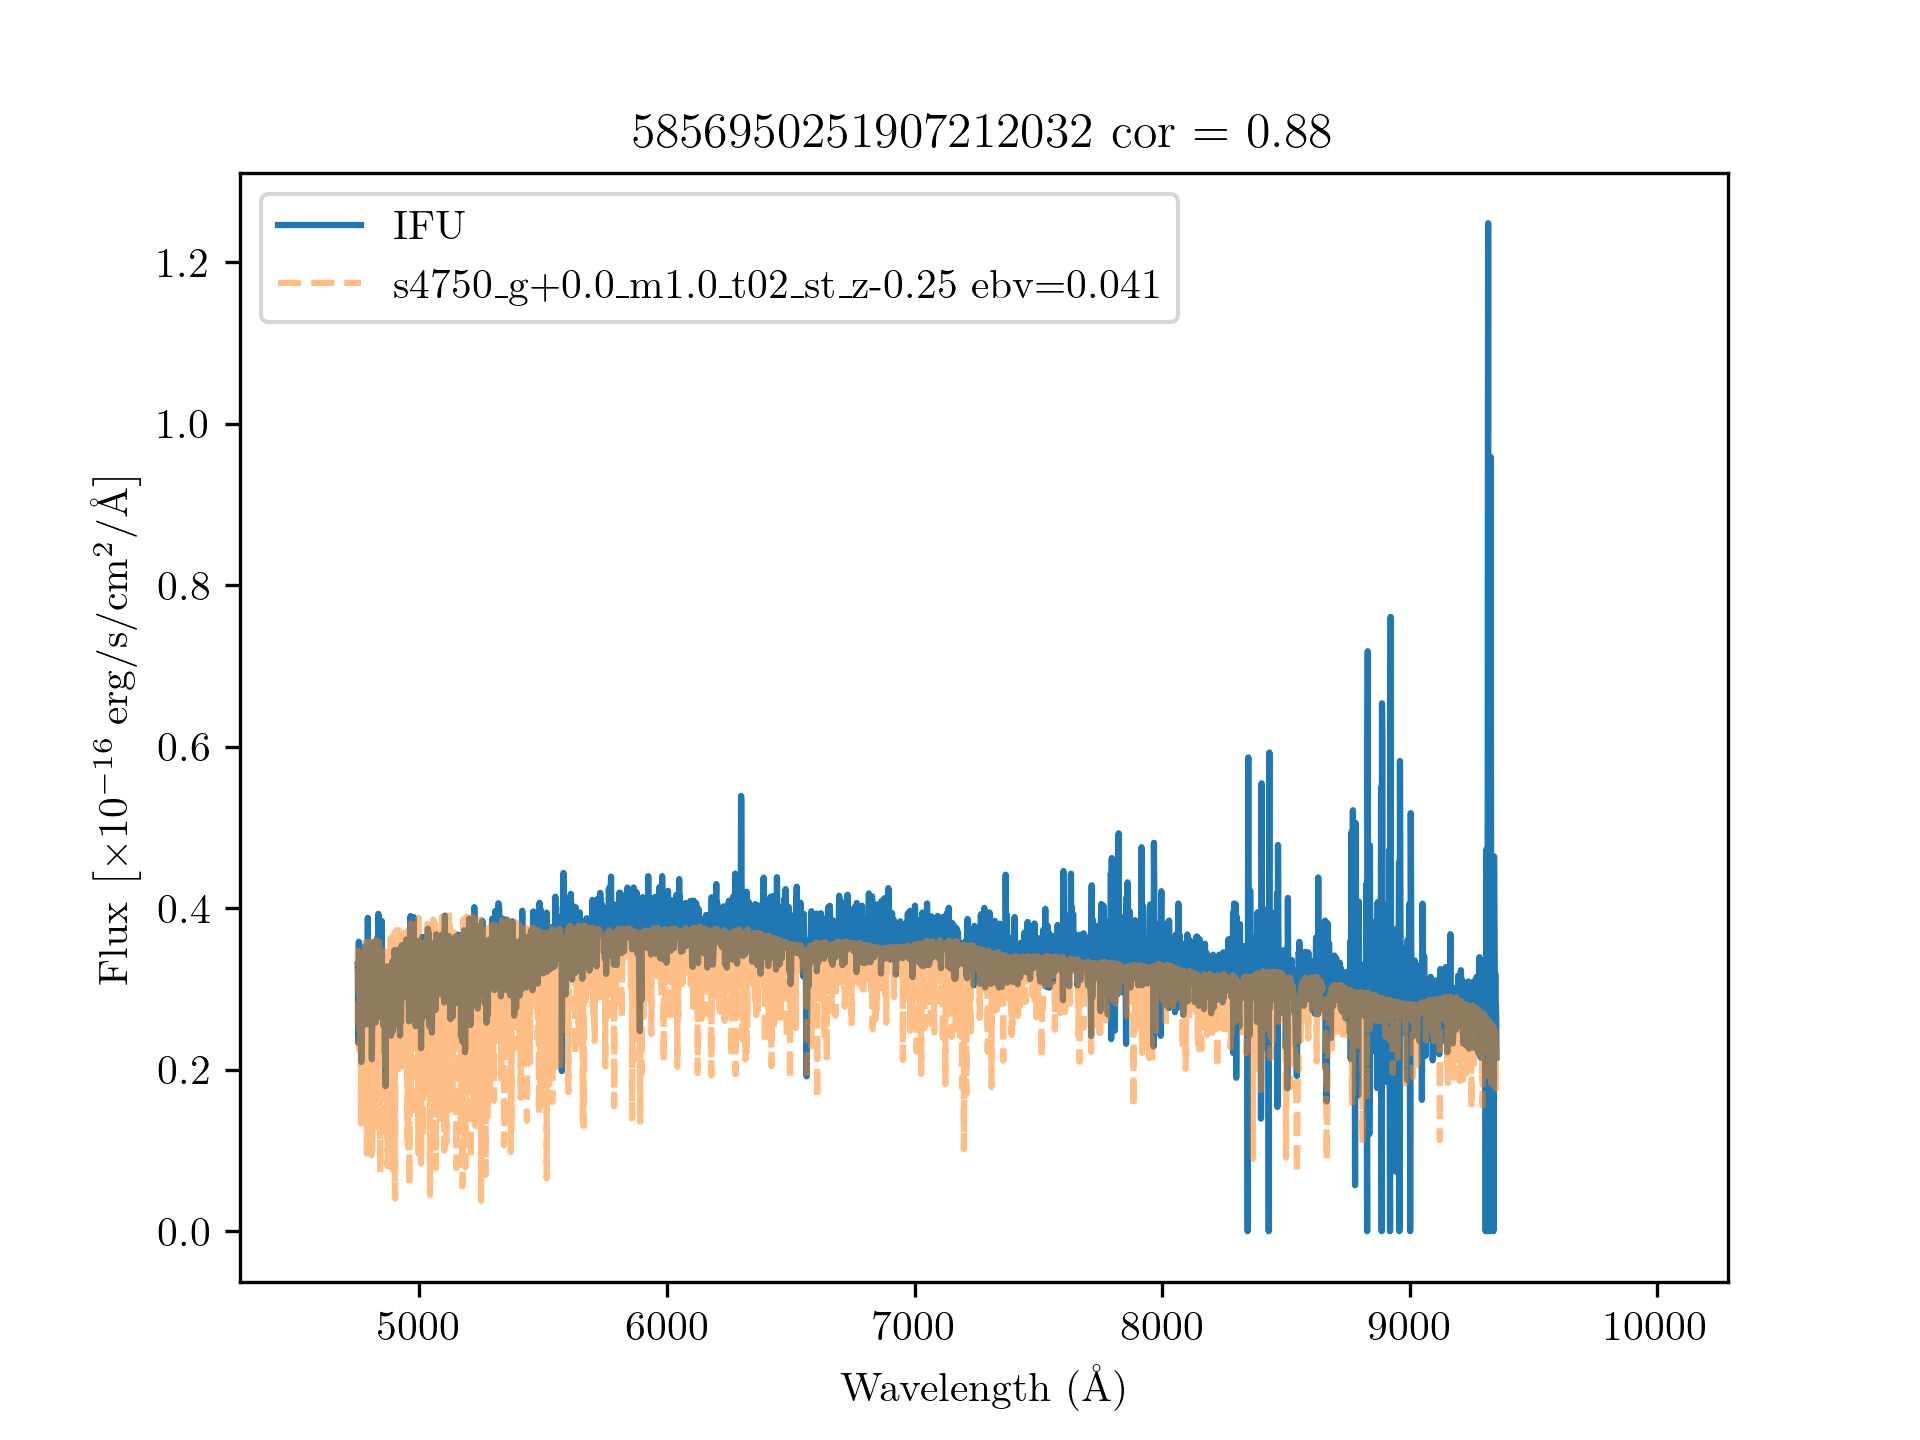 5856950251907212032 cor = 0.88
IFU
s4750_g+0.0_m1.0_t02_st_z-0.25 ebv=0.041
1.2
1.0
0.8
0.6
0.4
0.2
0.0
Flux [×10⁻¹⁶ erg/s/cm²/Å]
5000 6000 7000 8000 9000 10000
Wavelength (Å)